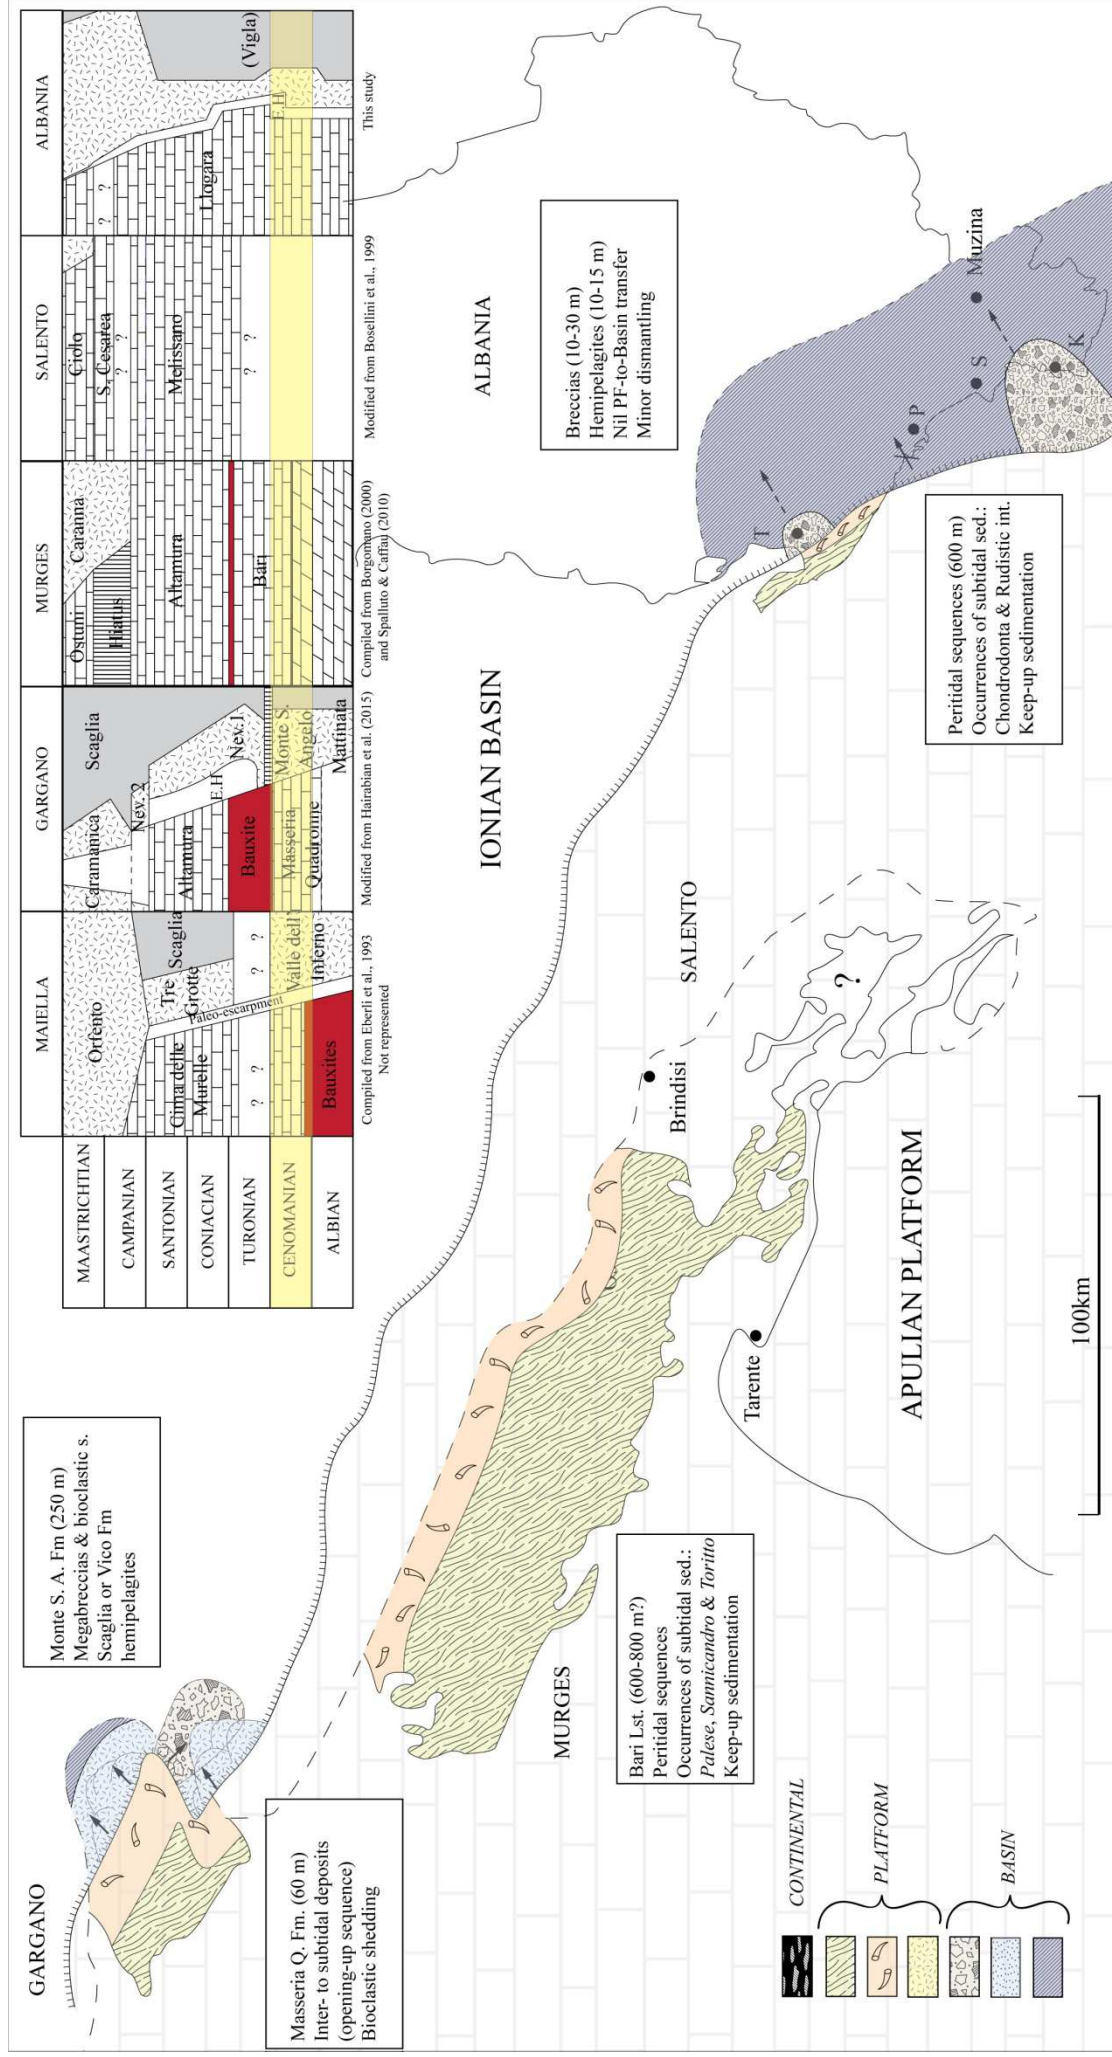 MAIELLA
GARGANO
MURGES
SALENTO
ALBANIA
MAASTRICHTIAN
CAMPANIAN
SANTONIAN
CONIACIAN
TURONIAN
CENOMANIAN
ALBIAN
Orfento
Cima delle
Murelle
Tre
Grotte
Scaglia
Paleo-escarpment
? ?
? ?
Valle dell'
Inferno
Bauxites
Caramanica
Scaglia
Nev. 2
Altamura
E.H
Nev.1
Bauxite
Masseria
Quadrone
Monte S.
Angelo
Mattinata
Ostuni
Caranna
Hiatus
Altamura
Bari
Ciolo
S. Cesarea
? ?
Melissano
? ?
? ?
Llogara
E.H
(Vigla)
Compiled from Eberli et al., 1993
Not represented
Modified from Hairabian et al. (2015)
Compiled from Borgomano (2000)
and Spalluto & Caffau (2010)
Modified from Bosellini et al., 1999
This study
GARGANO
Monte S. A. Fm (250 m)
Megabreccias & bioclastic s.
Scaglia or Vico Fm
hemipelagites
Masseria Q. Fm. (60 m)
Inter- to subtidal deposits
(opening-up sequence)
Bioclastic shedding
MURGES
Bari Lst. (600-800 m?)
Peritidal sequences
Occurrences of subtidal sed.:
Palese, Sannicandro & Toritto
Keep-up sedimentation
IONIAN BASIN
Brindisi
SALENTO
Tarente
?
APULIAN PLATFORM
ALBANIA
Breccias (10-30 m)
Hemipelagites (10-15 m)
Nil PF-to-Basin transfer
Minor dismantling
T
P
S
Muzina
K
Peritidal sequences (600 m)
Occurrences of subtidal sed.:
Chondrodonta & Rudistic int.
Keep-up sedimentation
100km
CONTINENTAL
PLATFORM
BASIN